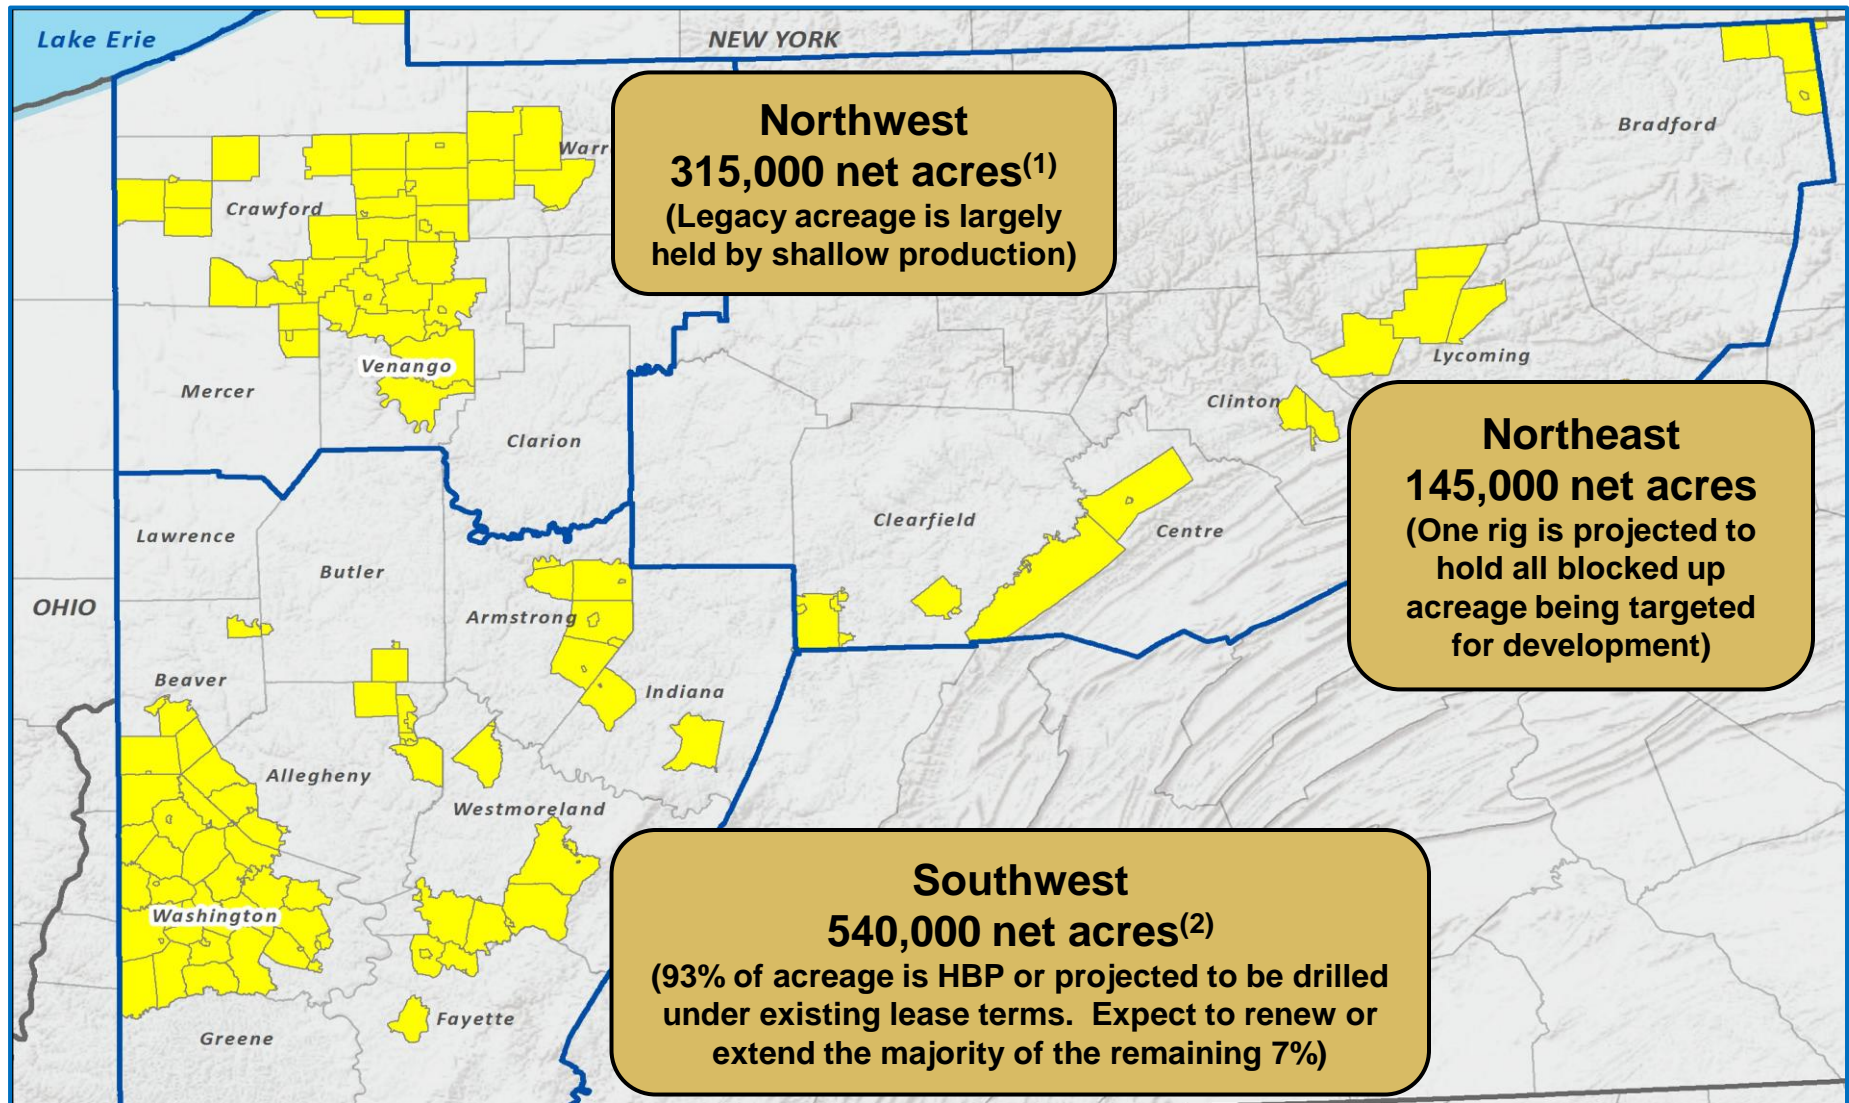 Lake Erie
NEW YORK
Northwest
315,000 net acres(1)
(Legacy acreage is largely
held by shallow production)
Bradford
Warr
Crawford
Venango
Mercer
Clarion
Lycoming
Clinton
Northeast
145,000 net acres
(One rig is projected to
hold all blocked up
acreage being targeted
for development)
Clearfield
Centre
Lawrence
Butler
OHIO
Armstrong
Beaver
Indiana
Allegheny
Westmoreland
Southwest
540,000 net acres(2)
(93% of acreage is HBP or projected to be drilled
under existing lease terms.  Expect to renew or
extend the majority of the remaining 7%)
Washington
Fayette
Greene